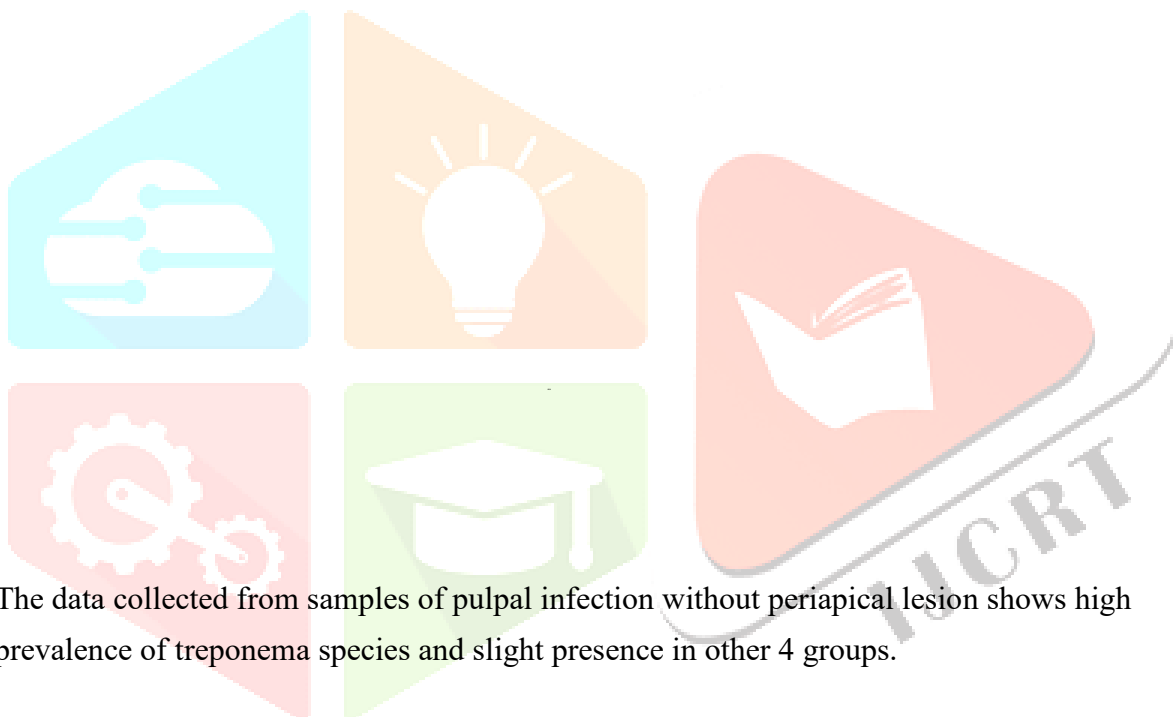 The data collected from samples of pulpal infection without periapical lesion shows high
prevalence of treponema species and slight presence in other 4 groups.
IJCRT